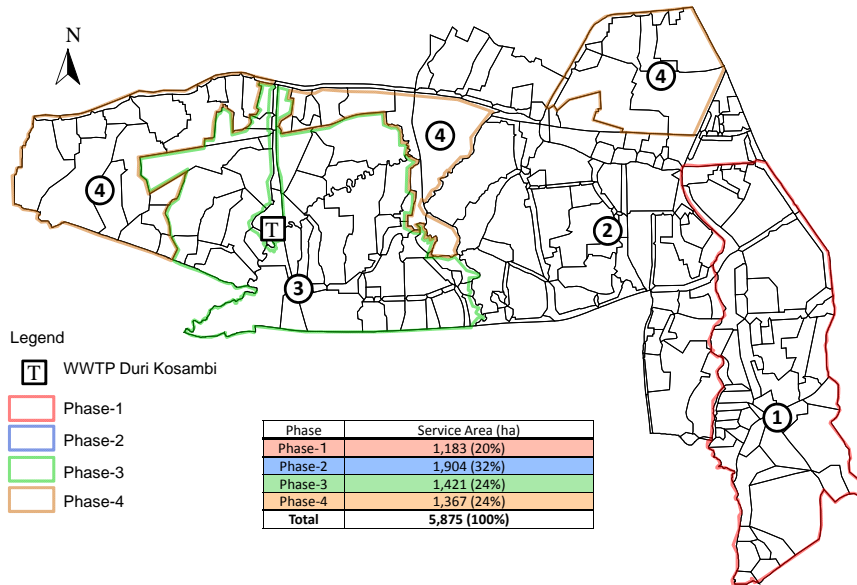 N
4
4
4
2
T
3
1
Legend
T WWTP Duri Kosambi
Phase-1
Phase-2
Phase-3
Phase-4
Phase Service Area (ha)
Phase-1 1,183 (20%)
Phase-2 1,904 (32%)
Phase-3 1,421 (24%)
Phase-4 1,367 (24%)
Total 5,875 (100%)